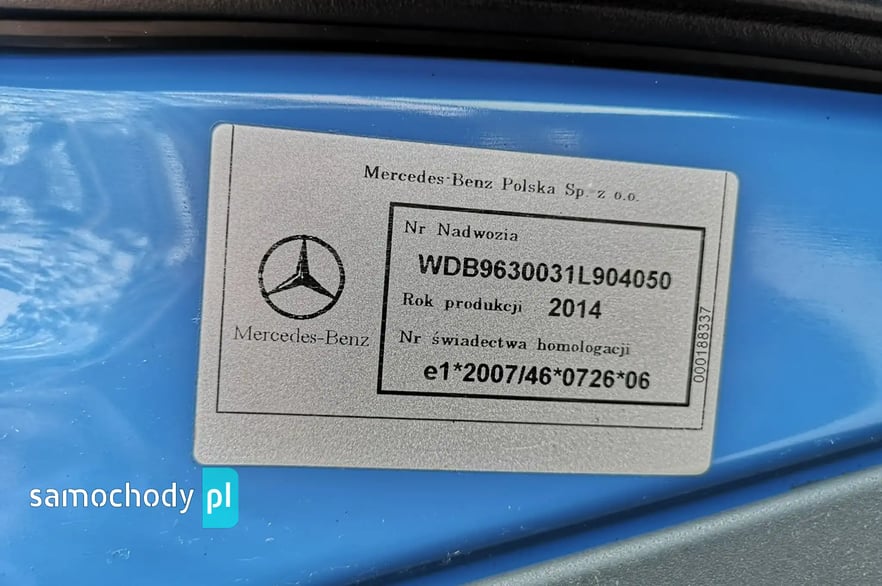 Mercedes-Benz Polska Sp. z o.o.
Nr Nadwozia
WDB9630031L904050
Rok produkcji 2014
Nr świadectwa homologacji
e1*2007/46*0726*06
Mercedes-Benz
000188337
samochody pl